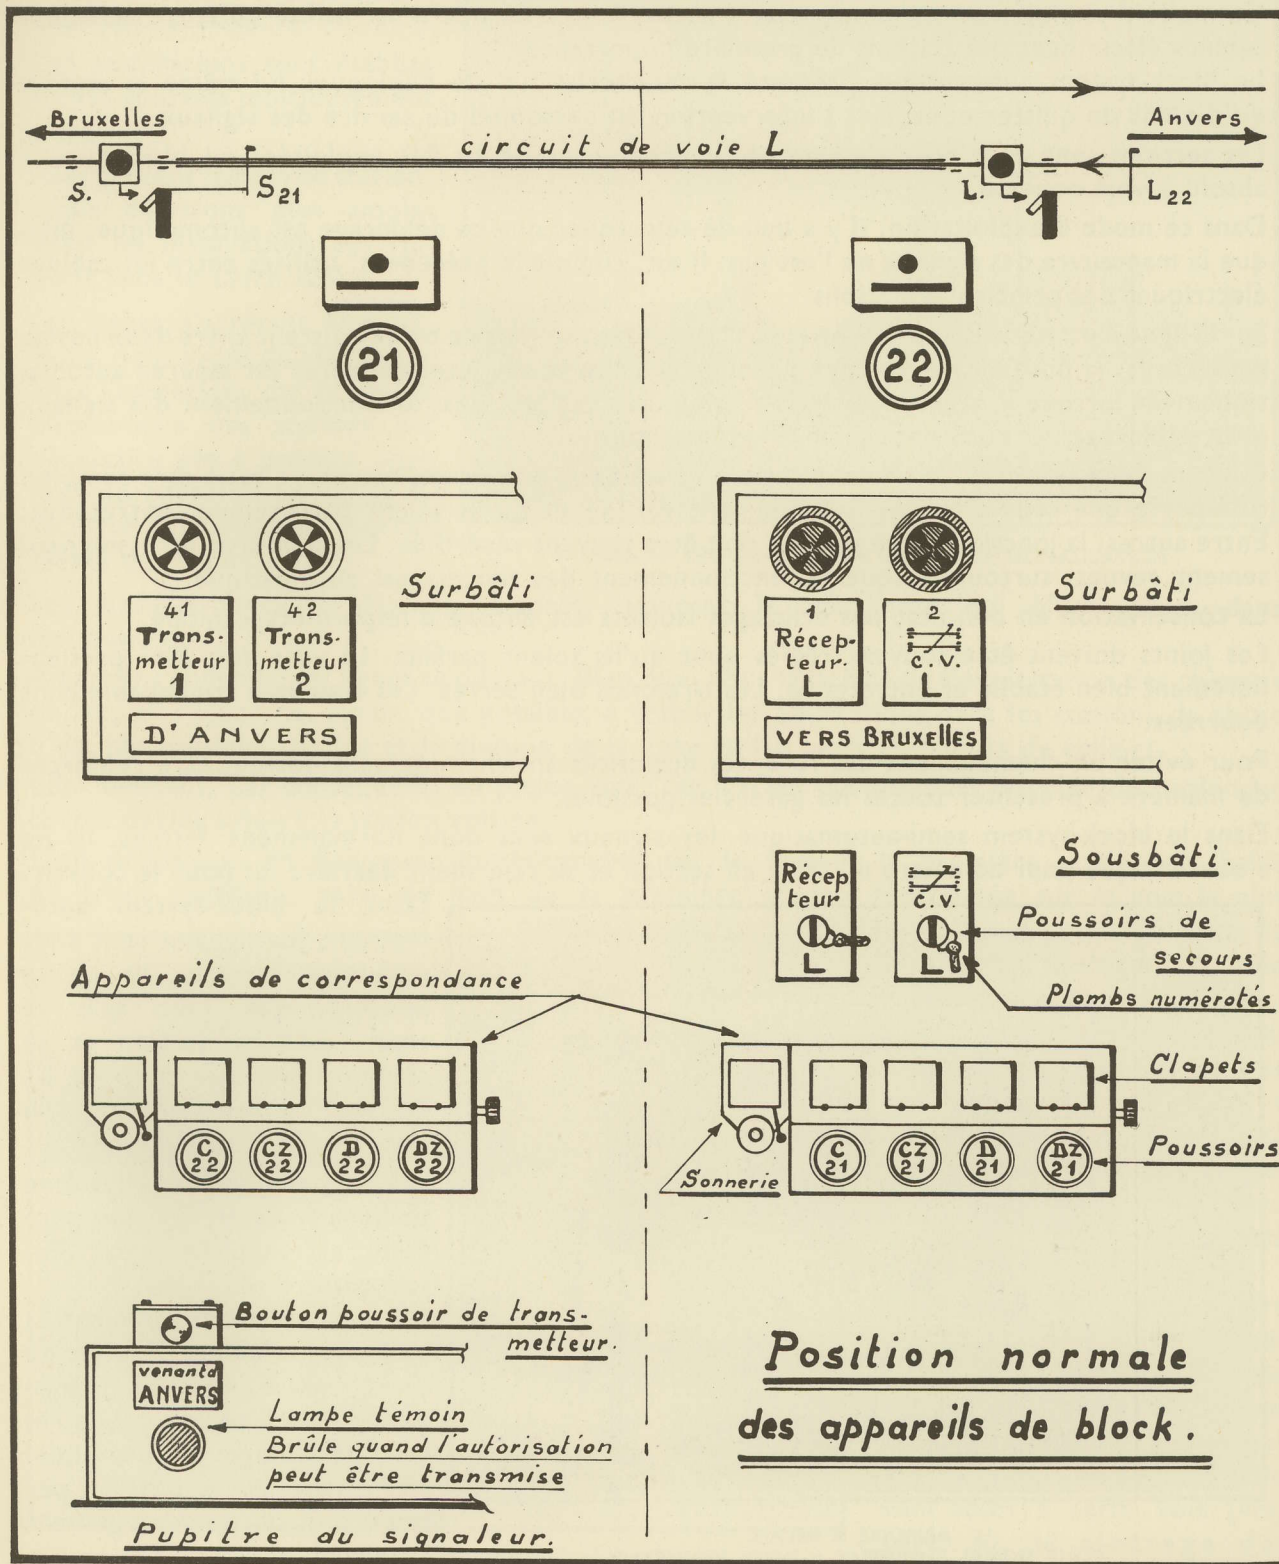 Bruxelles
Anvers
circuit de voie L
S.
S21
L.
L22
21
22
41
Trans-
metteur
1
42
Trans-
metteur
2
D'ANVERS
Surbâti
1
Récep-
teur.
L
2
C.V.
L
VERS BRUXElles
Surbâti
Récep
teur
L
C.V.
L
Sousbâti.
Poussoirs de
secours
Plombs numérotés
Appareils de correspondance
C
22
CZ
22
D
22
DZ
22
Clapets
C
21
CZ
21
D
21
DZ
21
Poussoirs
Sonnerie
Bouton poussoir de trans-
metteur.
venant d'
ANVERS
Lampe témoin
Brûle quand l'autorisation
peut être transmise
Pupitre du signaleur.
Position normale
des appareils de block.